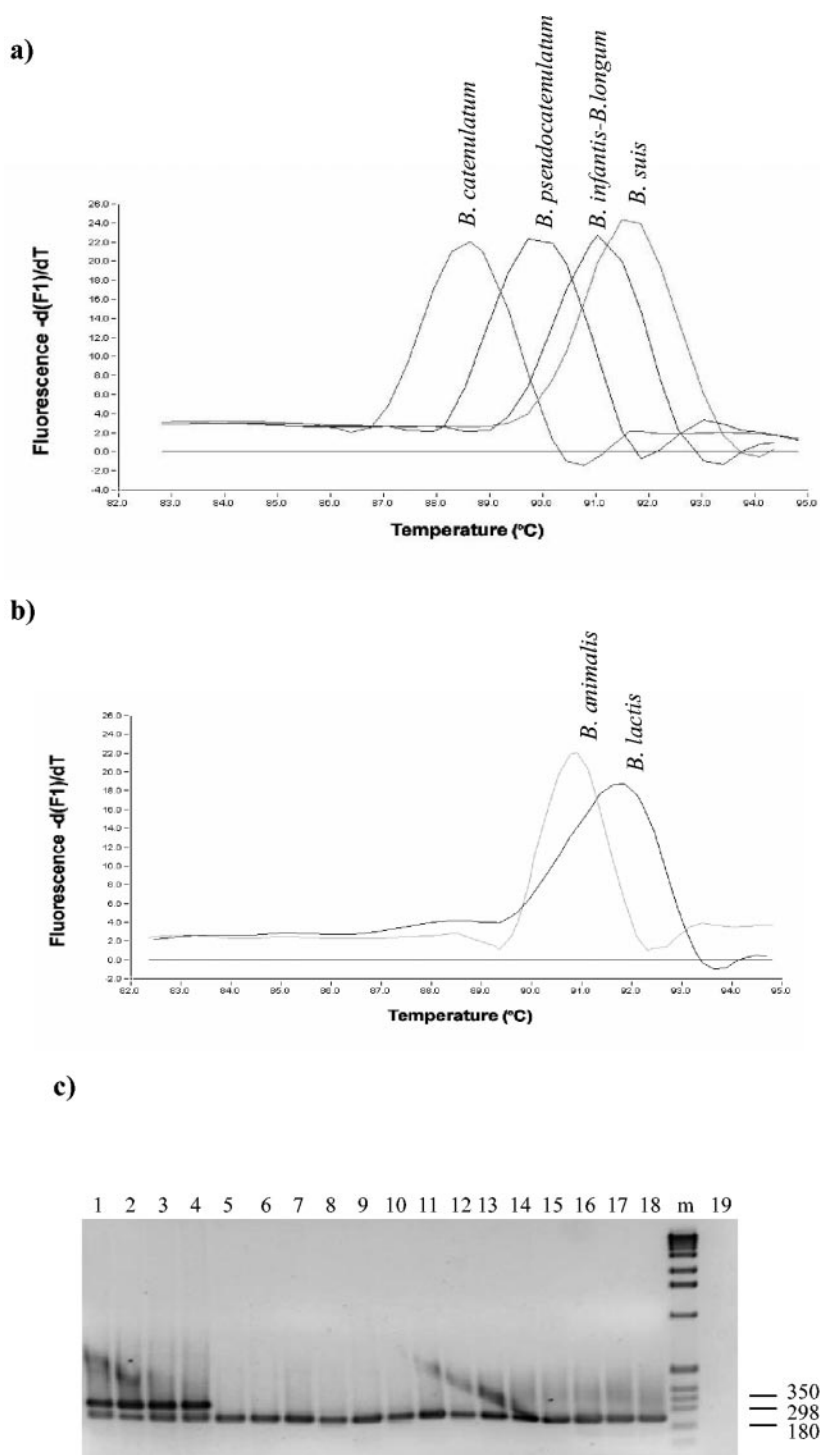 a)
B. catenulatum
B. pseudocatenulatum
B. infantis-B.longum
B. suis
Fluorescence -d(F1)/dT
26.0
24.0
22.0
20.0
18.0
16.0
14.0
12.0
10.0
8.0
6.0
4.0
2.0
0.0
-2.0
-4.0
82.0 83.0 84.0 85.0 86.0 87.0 88.0 89.0 90.0 91.0 92.0 93.0 94.0 95.0
Temperature (ºC)
b)
B. animalis
B. lactis
Fluorescence -d(F1)/dT
26.0
24.0
22.0
20.0
18.0
16.0
14.0
12.0
10.0
8.0
6.0
4.0
2.0
0.0
-2.0
82.0 83.0 84.0 85.0 86.0 87.0 88.0 89.0 90.0 91.0 92.0 93.0 94.0 95.0
Temperature (ºC)
c)
1 2 3 4 5 6 7 8 9 10 11 12 13 14 15 16 17 18 m 19
350
298
180